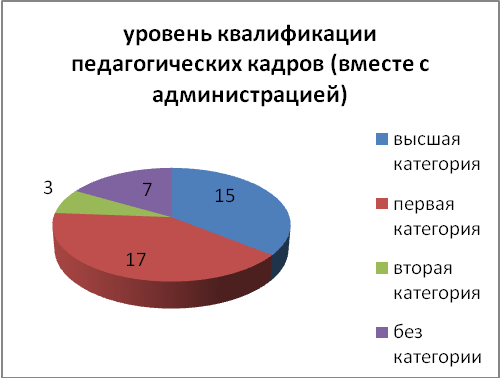 уровень квалификации
педагогических кадров (вместе с
администрацией)
высшая
категория
3
7
15
первая
категория
17
вторая
категория
без
категории